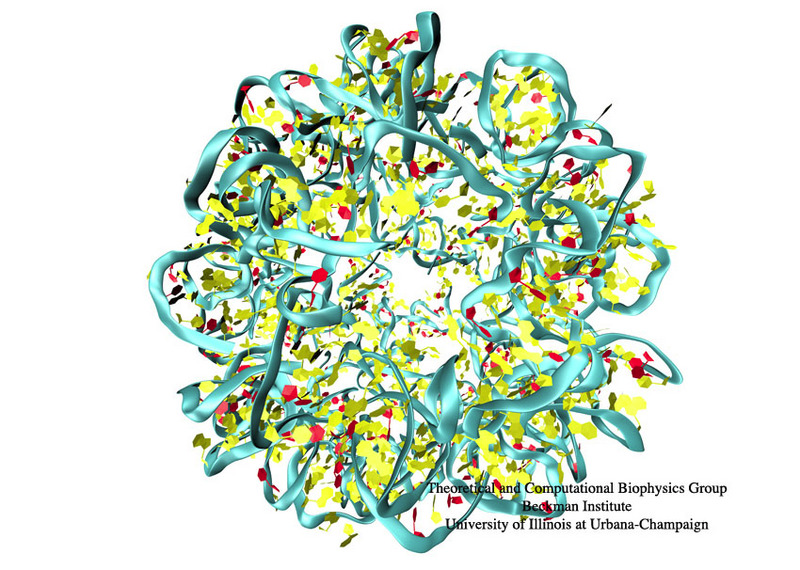 Theoretical and Computational Biophysics Group
Beckman Institute
University of Illinois at Urbana-Champaign